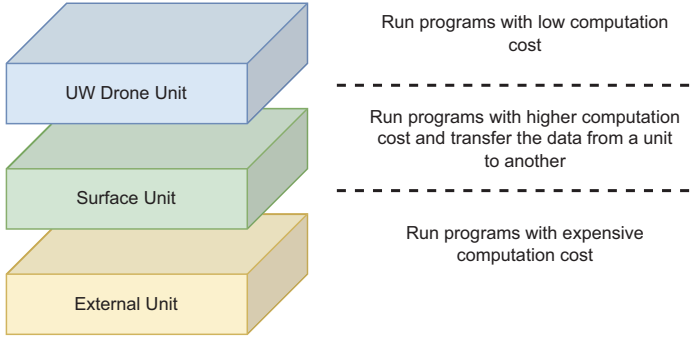 Run programs with low computation
cost
UW Drone Unit
Run programs with higher computation
cost and transfer the data from a unit
to another
Surface Unit
Run programs with expensive
computation cost
External Unit